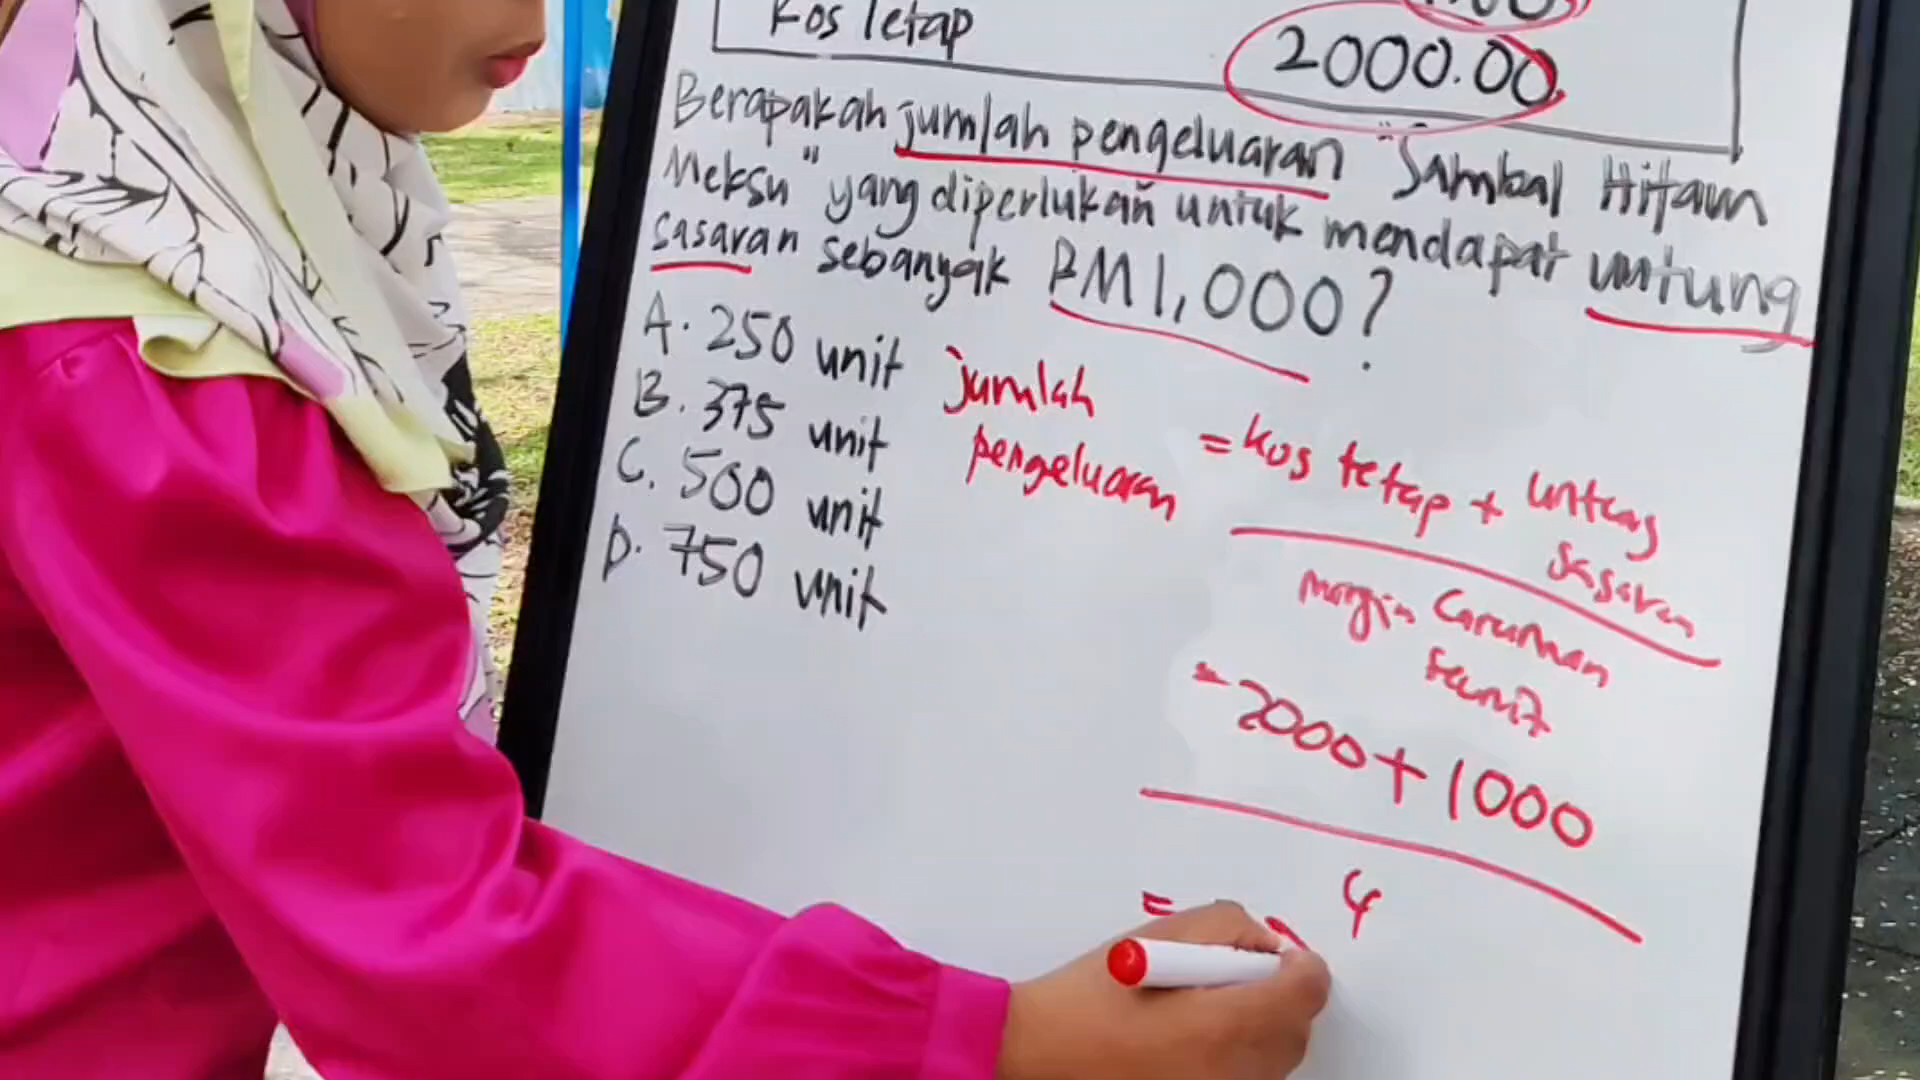 Kos Tetap 2000.00
Berapakah jumlah pengeluaran "Sambal Hitam
Meksu" yang diperlukan untuk mendapat untung
sasaran sebanyak RM1,000?
A. 250 unit
B. 375 unit
C. 500 unit
D. 750 unit
jumlah
pengeluaran
= kos tetap + untung
sasaran
margin Caruman
seunit
= 2000 + 1000
4
=